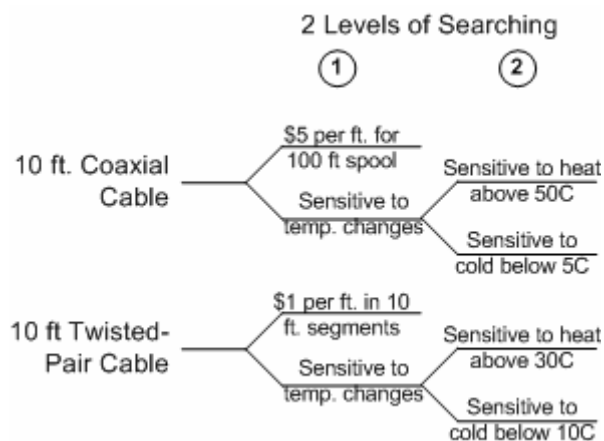 2 Levels of Searching
1
2
$5 per ft. for
100 ft spool
10 ft. Coaxial
Cable
Sensitive to
temp. changes
Sensitive to heat
above 50C
Sensitive to
cold below 5C
$1 per ft. in 10
ft. segments
10 ft Twisted-
Pair Cable
Sensitive to
temp. changes
Sensitive to heat
above 30C
Sensitive to
cold below 10C